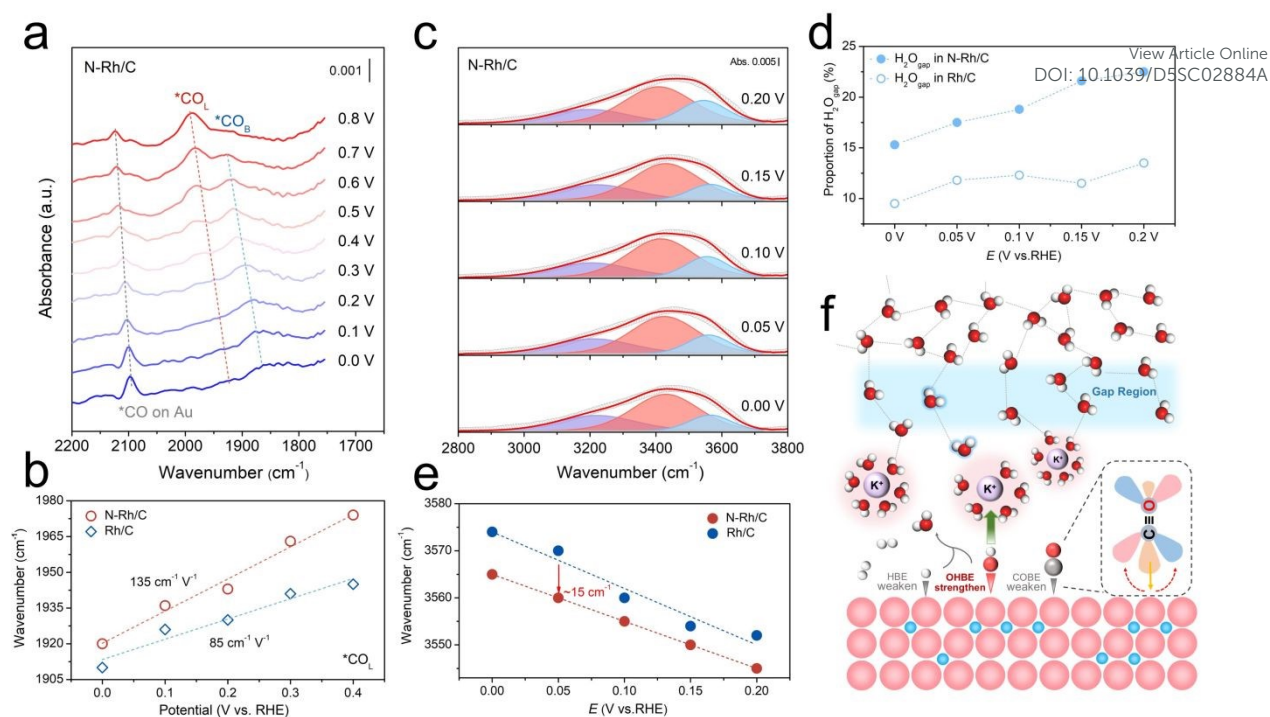 a
N-Rh/C
0.001
*CO_L
*CO_B
0.8 V
0.7 V
0.6 V
0.5 V
0.4 V
0.3 V
0.2 V
0.1 V
0.0 V
*CO on Au
Absorbance (a.u.)
2200 2100 2000 1900 1800 1700
Wavenumber (cm⁻¹)
b
N-Rh/C
Rh/C
135 cm⁻¹ V⁻¹
85 cm⁻¹ V⁻¹
*CO_L
Wavenumber (cm⁻¹)
1980
1965
1950
1935
1920
1905
0.0 0.1 0.2 0.3 0.4
Potential (V vs. RHE)
c
N-Rh/C
Abs. 0.005
0.20 V
0.15 V
0.10 V
0.05 V
0.00 V
2800 3000 3200 3400 3600 3800
Wavenumber (cm⁻¹)
d
View Article Online
DOI: 10.1039/D5SC02884A
H₂O_gap in N-Rh/C
H₂O_gap in Rh/C
Proportion of H₂O_gap (%)
25
20
15
10
0 V 0.05 V 0.1 V 0.15 V 0.2 V
E (V vs.RHE)
e
N-Rh/C
Rh/C
~15 cm⁻¹
Wavenumber (cm⁻¹)
3580
3570
3560
3550
0.00 0.05 0.10 0.15 0.20
E (V vs.RHE)
f
Gap Region
K⁺
K⁺
K⁺
HBE
weaken
OHBE
strengthen
COBE
weaken
O
≡
C